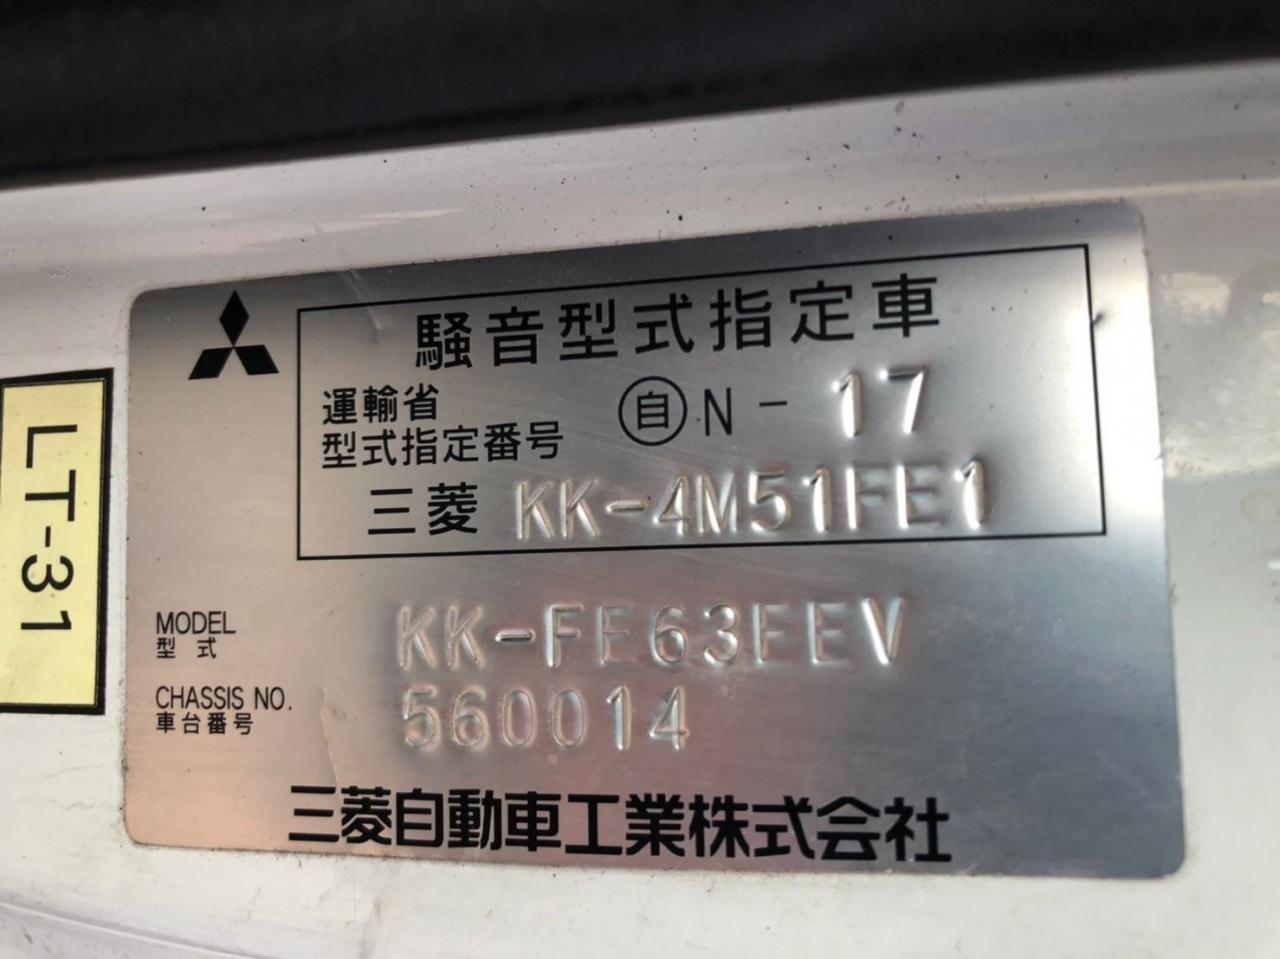 騒音型式指定車
運輸省
型式指定番号
自 N - 17
三菱 KK-4M51FE1
LT-31
MODEL
型式
KK-FE63EEV
CHASSIS NO.
車台番号
560014
三菱自動車工業株式会社